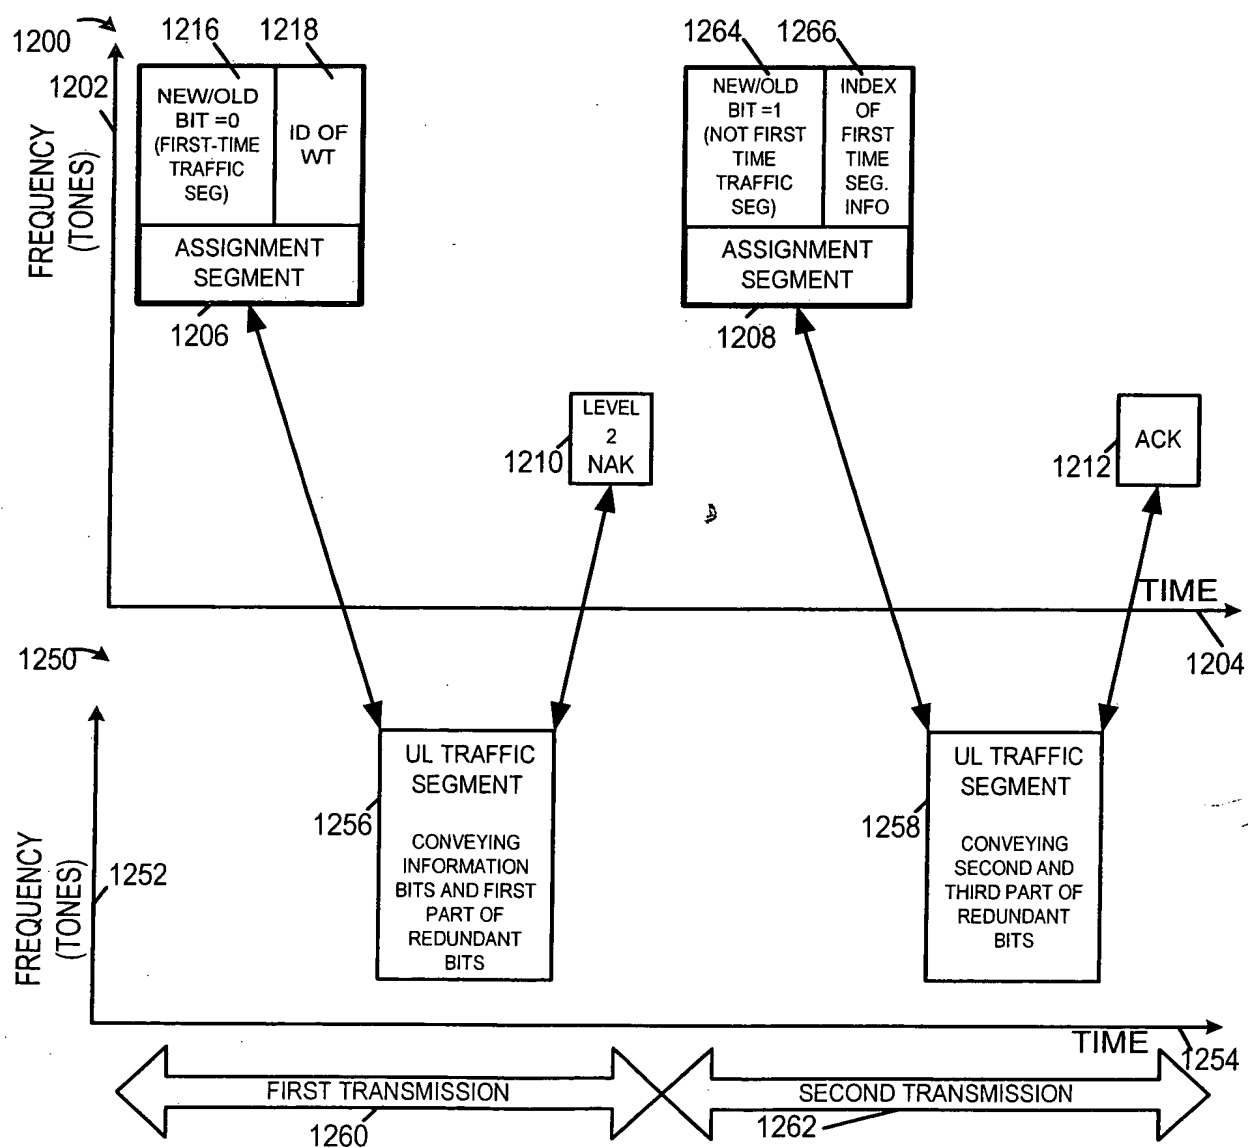 1200
1202
FREQUENCY
(TONES)
1216
1218
NEW/OLD
BIT =0
(FIRST-TIME
TRAFFIC
SEG)
ID OF
WT
ASSIGNMENT
SEGMENT
1206
1264
1266
NEW/OLD
BIT =1
(NOT FIRST
TIME
TRAFFIC
SEG)
INDEX
OF
FIRST
TIME
SEG.
INFO
ASSIGNMENT
SEGMENT
1208
LEVEL
2
NAK
1210
ACK
1212
TIME
1204
1250
1252
FREQUENCY
(TONES)
UL TRAFFIC
SEGMENT
CONVEYING
INFORMATION
BITS AND FIRST
PART OF
REDUNDANT
BITS
1256
UL TRAFFIC
SEGMENT
CONVEYING
SECOND AND
THIRD PART OF
REDUNDANT
BITS
1258
TIME
1254
FIRST TRANSMISSION
1260
SECOND TRANSMISSION
1262